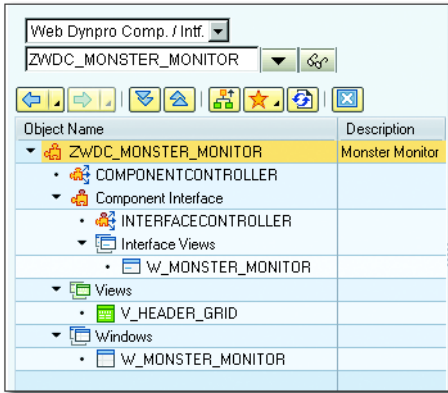 Web Dynpro Comp. / Intf.
ZWDC_MONSTER_MONITOR
Object Name Description
ZWDC_MONSTER_MONITOR Monster Monitor
COMPONENTCONTROLLER
Component Interface
INTERFACECONTROLLER
Interface Views
W_MONSTER_MONITOR
Views
V_HEADER_GRID
Windows
W_MONSTER_MONITOR